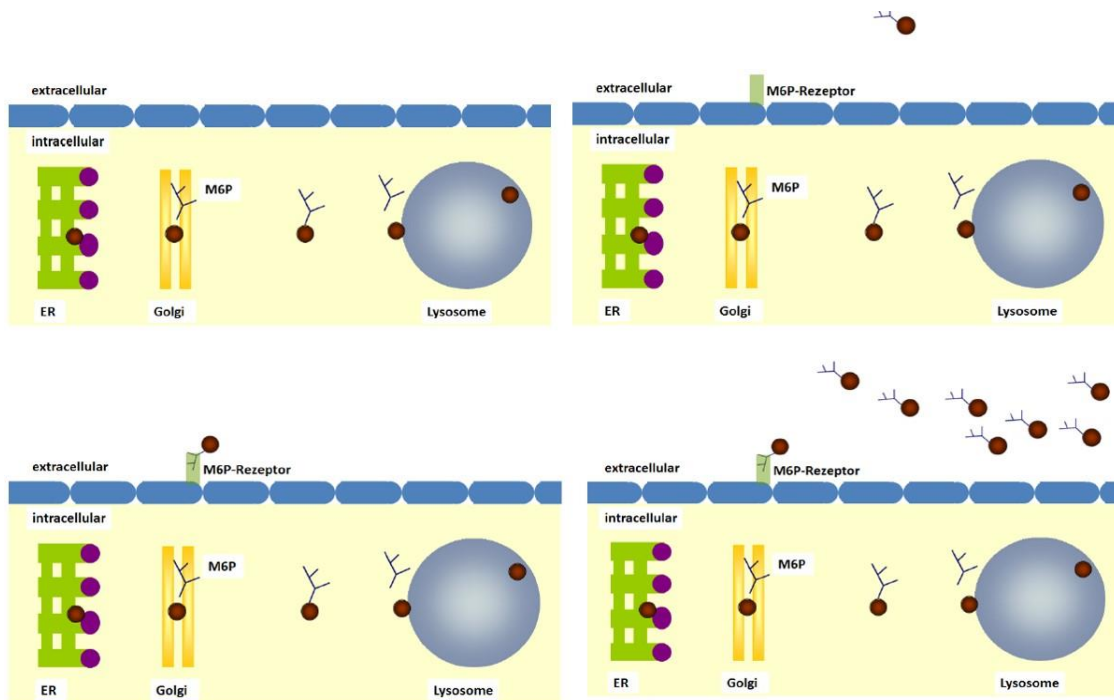 extracellular
intracellular
M6P
ER
Golgi
Lysosome
extracellular
M6P-Rezeptor
intracellular
M6P
ER
Golgi
Lysosome
extracellular
M6P-Rezeptor
intracellular
M6P
ER
Golgi
Lysosome
extracellular
M6P-Rezeptor
intracellular
M6P
ER
Golgi
Lysosome